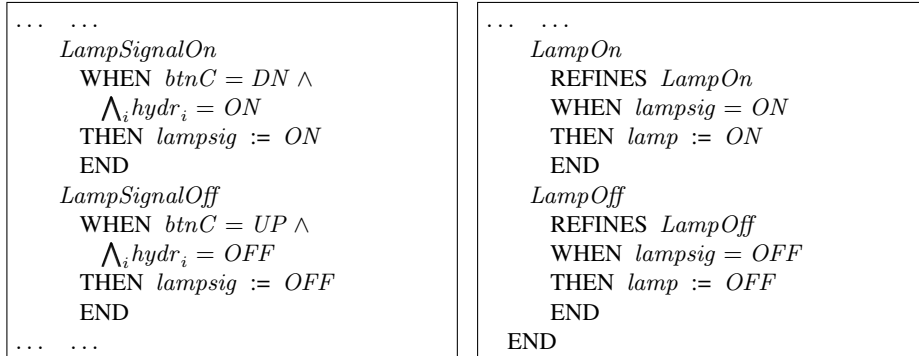 ... ...
LampSignalOn
WHEN btnC = DN ∧
⋀i hydri = ON
THEN lampsig := ON
END
LampSignalOff
WHEN btnC = UP ∧
⋀i hydri = OFF
THEN lampsig := OFF
END
... ...
... ...
LampOn
REFINES LampOn
WHEN lampsig = ON
THEN lamp := ON
END
LampOff
REFINES LampOff
WHEN lampsig = OFF
THEN lamp := OFF
END
END